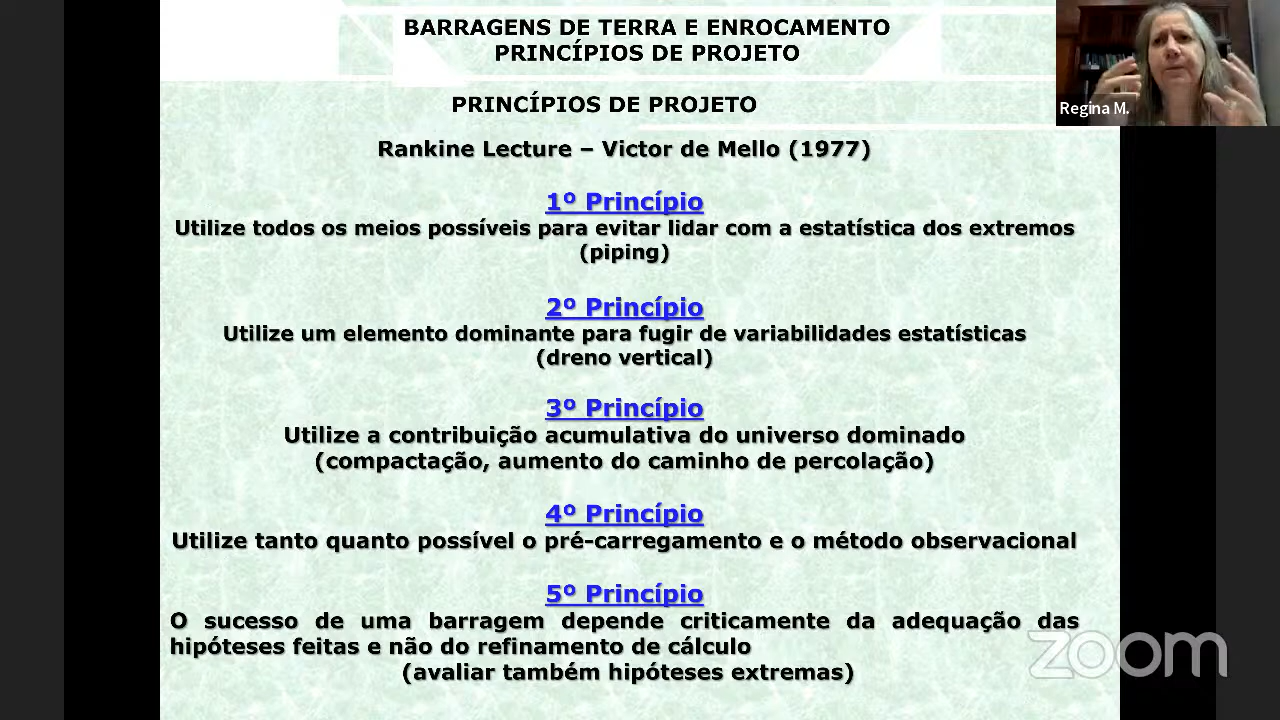 BARRAGENS DE TERRA E ENROCAMENTO
PRINCÍPIOS DE PROJETO
Regina M.
PRINCÍPIOS DE PROJETO
Rankine Lecture – Victor de Mello (1977)
1º Princípio
Utilize todos os meios possíveis para evitar lidar com a estatística dos extremos
(piping)
2º Princípio
Utilize um elemento dominante para fugir de variabilidades estatísticas
(dreno vertical)
3º Princípio
Utilize a contribuição acumulativa do universo dominado
(compactação, aumento do caminho de percolação)
4º Princípio
Utilize tanto quanto possível o pré-carregamento e o método observacional
5º Princípio
O sucesso de uma barragem depende criticamente da adequação das
hipóteses feitas e não do refinamento de cálculo
(avaliar também hipóteses extremas)
zoom